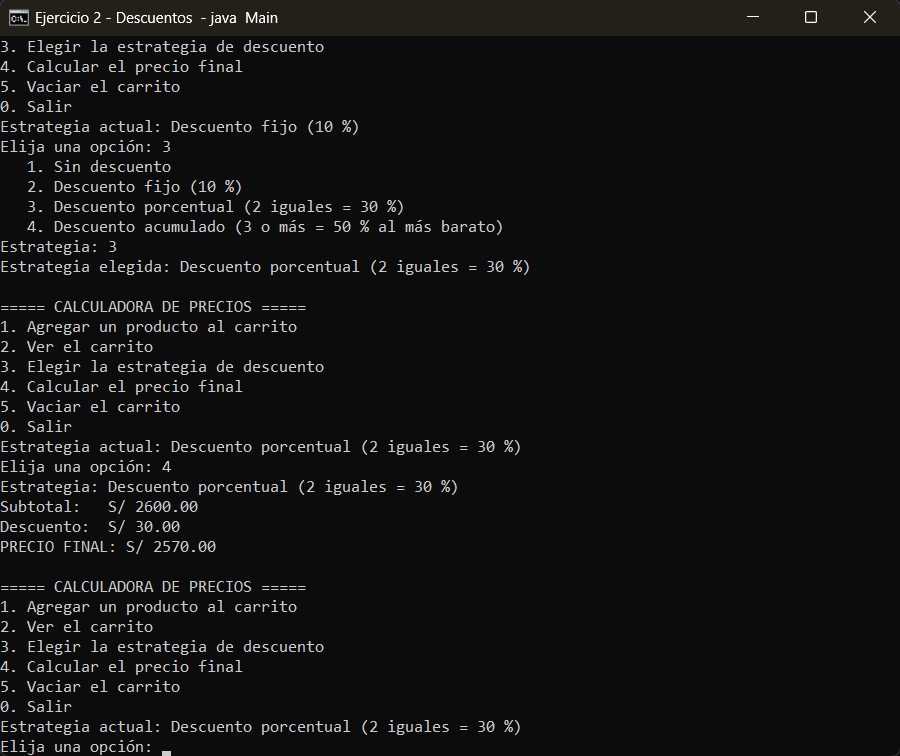 Ejercicio 2 - Descuentos - java Main
3. Elegir la estrategia de descuento
4. Calcular el precio final
5. Vaciar el carrito
0. Salir
Estrategia actual: Descuento fijo (10 %)
Elija una opción: 3
   1. Sin descuento
   2. Descuento fijo (10 %)
   3. Descuento porcentual (2 iguales = 30 %)
   4. Descuento acumulado (3 o más = 50 % al más barato)
Estrategia: 3
Estrategia elegida: Descuento porcentual (2 iguales = 30 %)

===== CALCULADORA DE PRECIOS =====
1. Agregar un producto al carrito
2. Ver el carrito
3. Elegir la estrategia de descuento
4. Calcular el precio final
5. Vaciar el carrito
0. Salir
Estrategia actual: Descuento porcentual (2 iguales = 30 %)
Elija una opción: 4
Estrategia: Descuento porcentual (2 iguales = 30 %)
Subtotal:   S/ 2600.00
Descuento:  S/ 30.00
PRECIO FINAL: S/ 2570.00

===== CALCULADORA DE PRECIOS =====
1. Agregar un producto al carrito
2. Ver el carrito
3. Elegir la estrategia de descuento
4. Calcular el precio final
5. Vaciar el carrito
0. Salir
Estrategia actual: Descuento porcentual (2 iguales = 30 %)
Elija una opción: